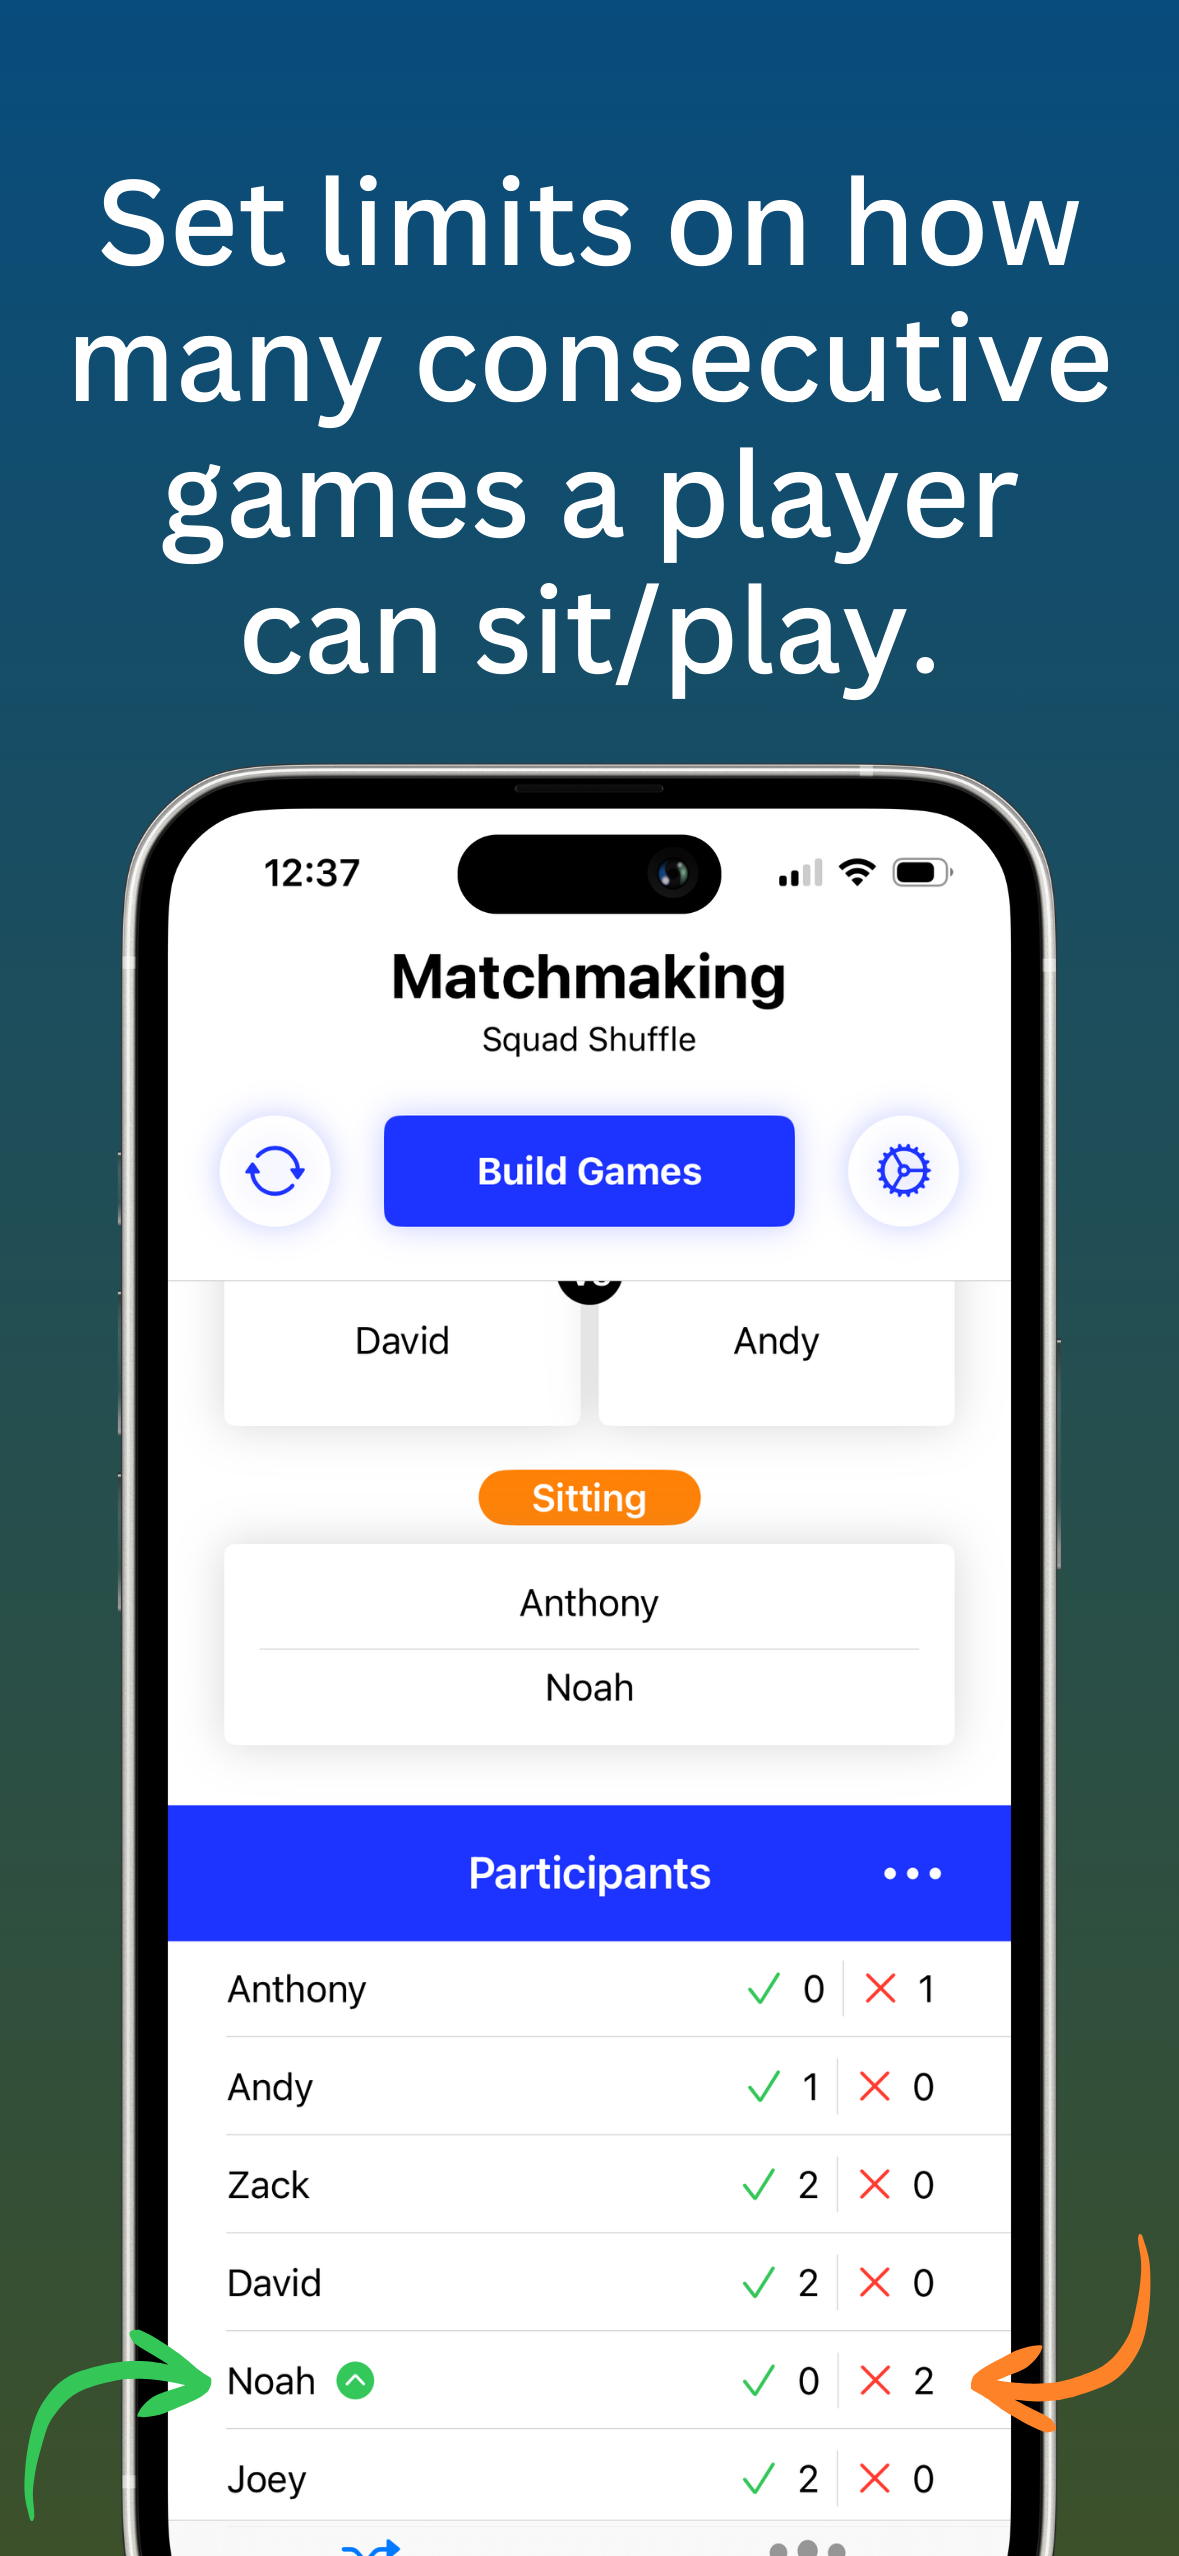 Set limits on how
many consecutive
games a player
can sit/play.
12:37
Matchmaking
Squad Shuffle
Build Games
David
Andy
Sitting
Anthony
Noah
Participants
Anthony 0 1
Andy 1 0
Zack 2 0
David 2 0
Noah 0 2
Joey 2 0